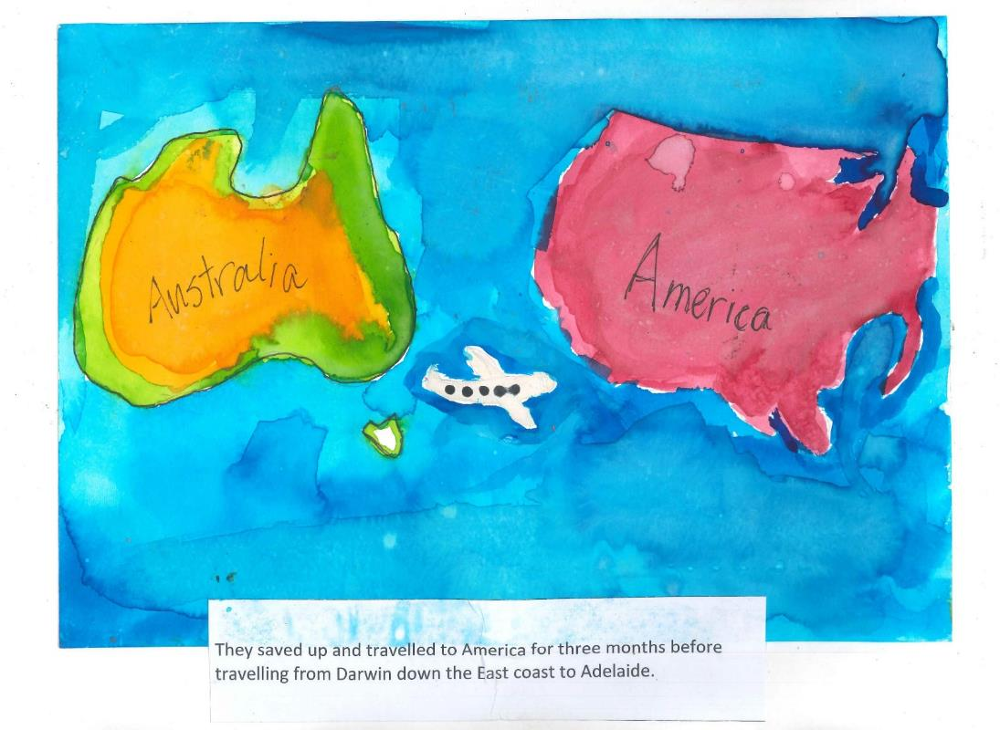 Australia
America
They saved up and travelled to America for three months before
travelling from Darwin down the East coast to Adelaide.